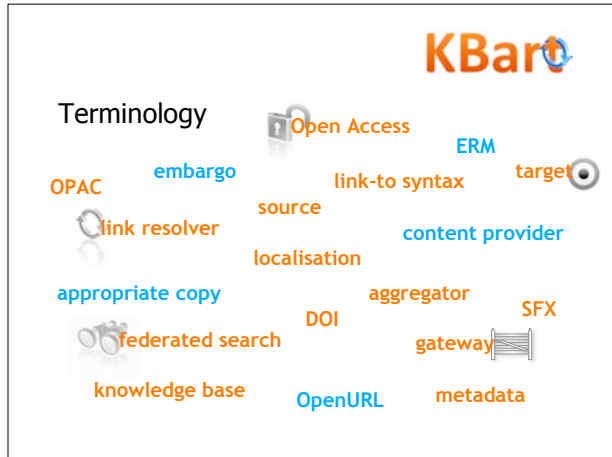 KBart
Terminology
Open Access
ERM
embargo
link-to syntax
target
OPAC
source
link resolver
content provider
localisation
appropriate copy
aggregator
SFX
DOI
federated search
gateway
knowledge base
OpenURL
metadata